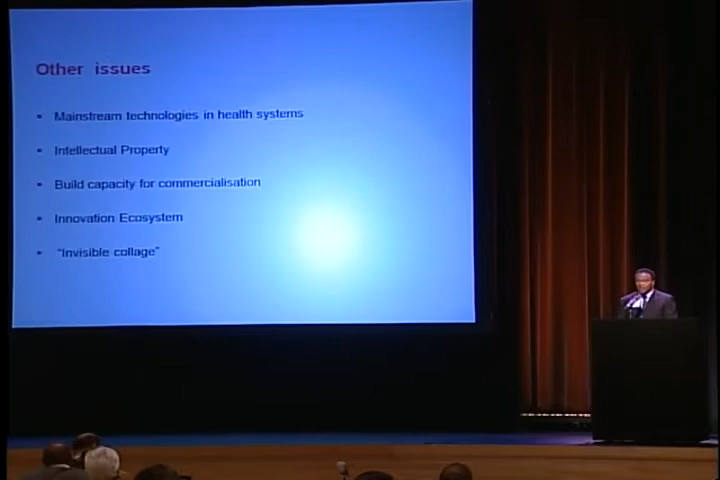 Other issues
Mainstream technologies in health systems
Intellectual Property
Build capacity for commercialisation
Innovation Ecosystem
"Invisible collage"